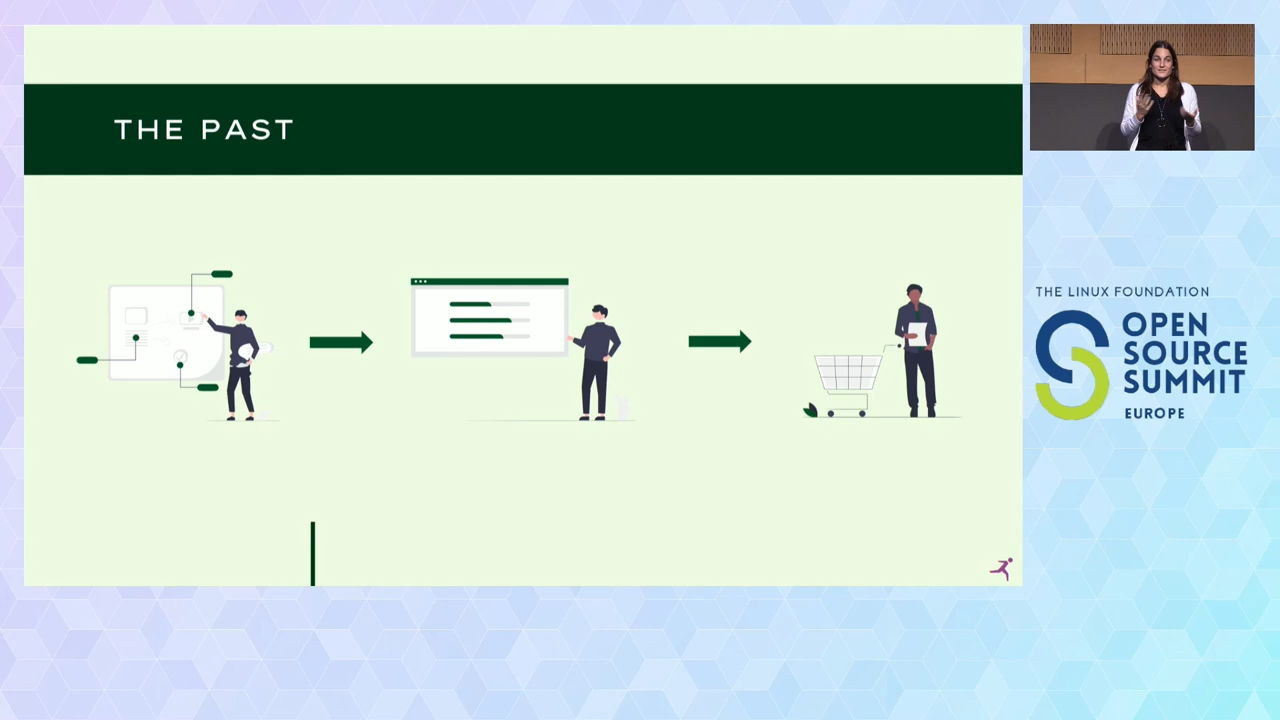 THE PAST
THE LINUX FOUNDATION
OPEN
SOURCE
SUMMIT
EUROPE